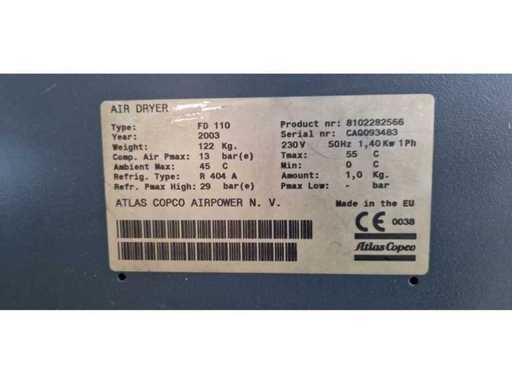 AIR DRYER
Type: FD 110 Product nr: 8102282566
Year: 2003 Serial nr: CAQ093483
Weight: 122 Kg. 230 V 50Hz 1,40 Kw 1 Ph
Comp. Air Pmax: 13 bar(e) Tmax: 55 C
Ambient Max: 45 C Min: 0 C
Refrig. Type: R 404 A Amount: 1,0 Kg.
Refr. Pmax High: 29 bar(e) Pmax Low: - bar
ATLAS COPCO AIRPOWER N. V. Made in the EU
CE 0038
Atlas Copco